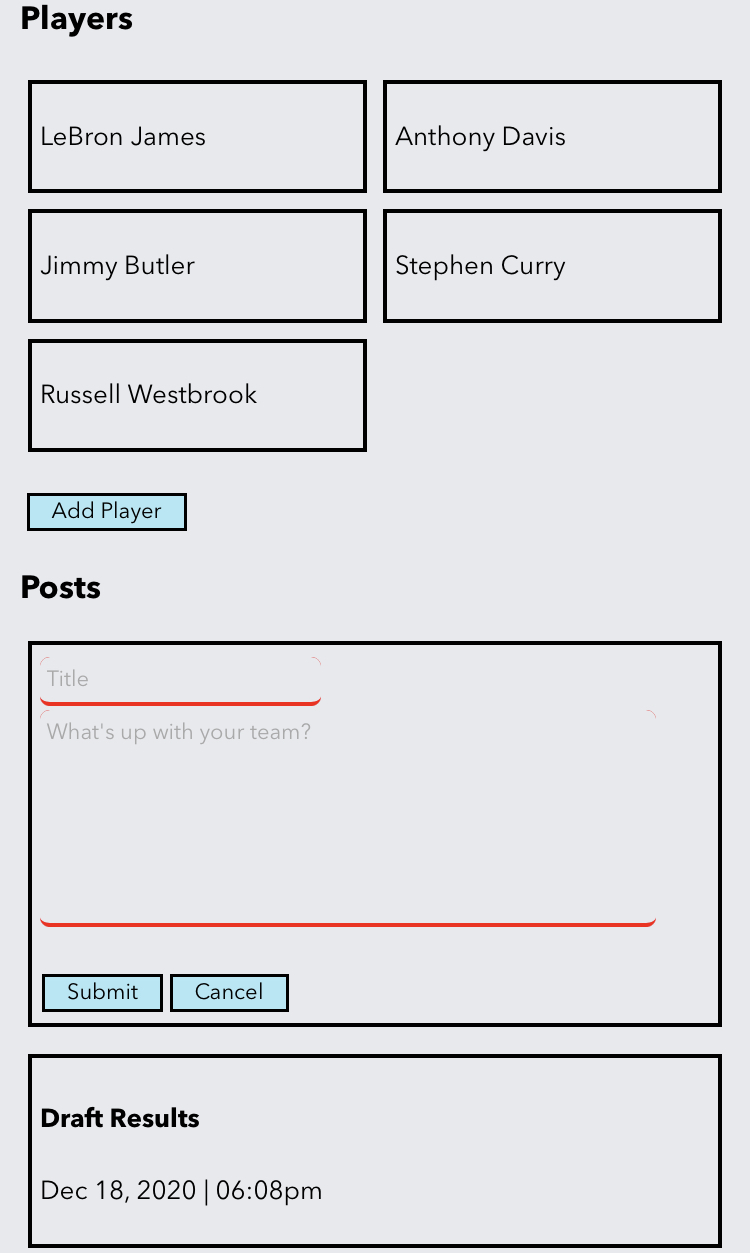 Players
LeBron James
Anthony Davis
Jimmy Butler
Stephen Curry
Russell Westbrook
Add Player
Posts
Title
What's up with your team?
Submit
Cancel
Draft Results
Dec 18, 2020 | 06:08pm